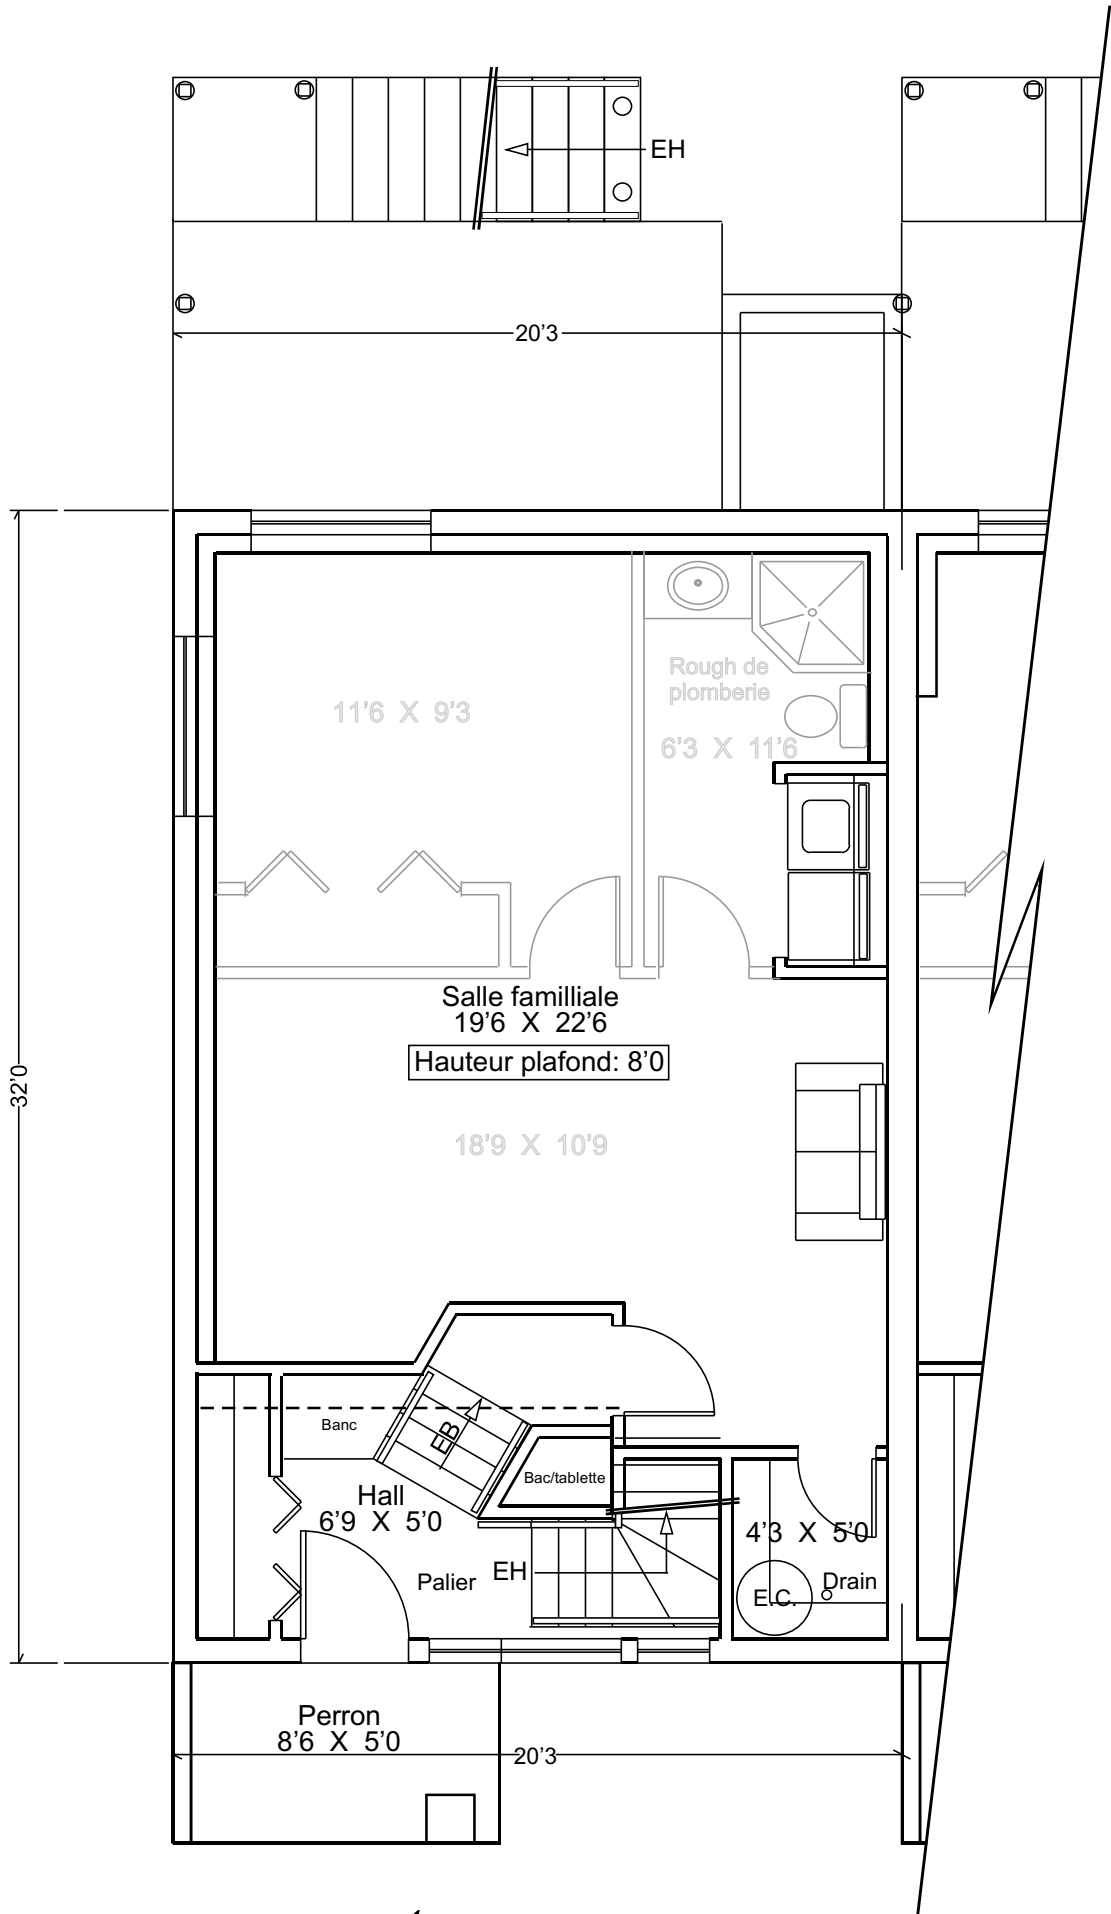 EH
20'3
11'6 X 9'3
Rough de
plomberie
6'3 X 11'6
Salle familliale
19'6 X 22'6
Hauteur plafond: 8'0
32'0
18'9 X 10'9
Banc
EB
Bac/tablette
Hall
6'9 X 5'0
4'3 X 5'0
Palier
EH
E.C.
Drain
Perron
8'6 X 5'0
20'3